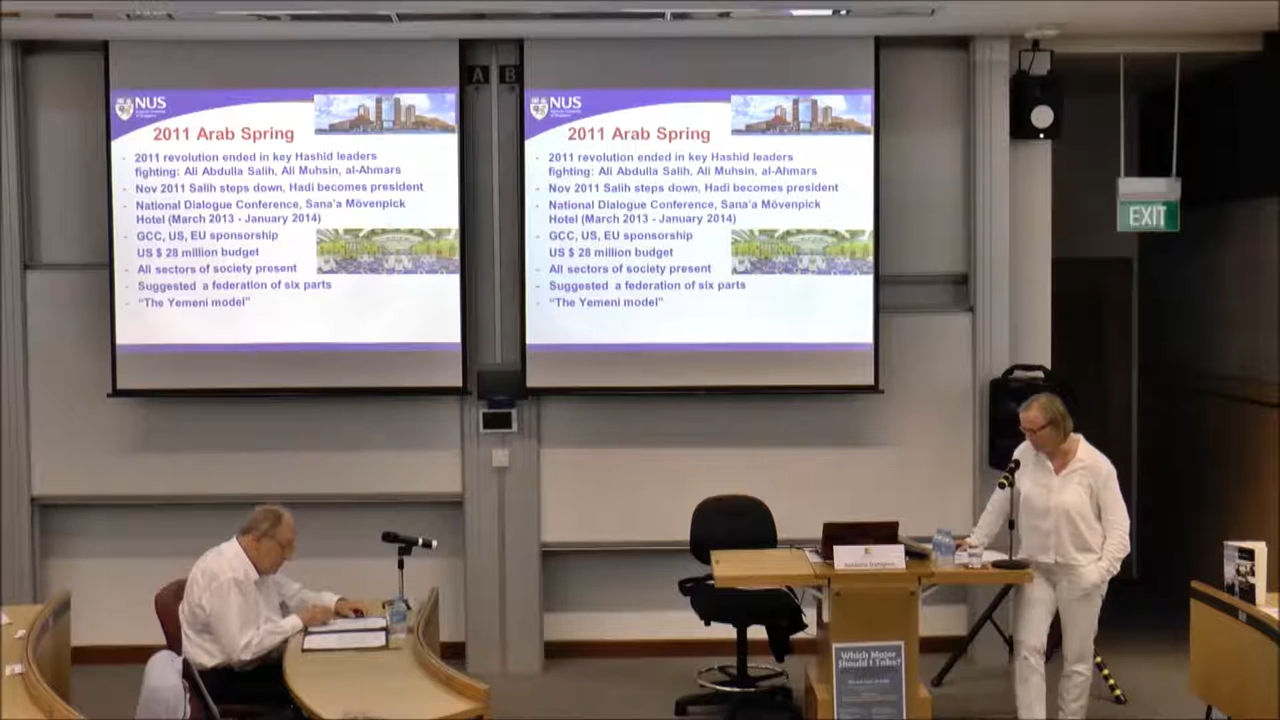 A B
NUS
2011 Arab Spring
- 2011 revolution ended in key Hashid leaders
fighting: Ali Abdulla Salih, Ali Muhsin, al-Ahmars
- Nov 2011 Salih steps down, Hadi becomes president
- National Dialogue Conference, Sana'a Mövenpick
Hotel (March 2013 - January 2014)
- GCC, US, EU sponsorship
US $ 28 million budget
- All sectors of society present
- Suggested a federation of six parts
- "The Yemeni model"
NUS
2011 Arab Spring
- 2011 revolution ended in key Hashid leaders
fighting: Ali Abdulla Salih, Ali Muhsin, al-Ahmars
- Nov 2011 Salih steps down, Hadi becomes president
- National Dialogue Conference, Sana'a Mövenpick
Hotel (March 2013 - January 2014)
- GCC, US, EU sponsorship
US $ 28 million budget
- All sectors of society present
- Suggested a federation of six parts
- "The Yemeni model"
EXIT
Which Major
Should I Take?